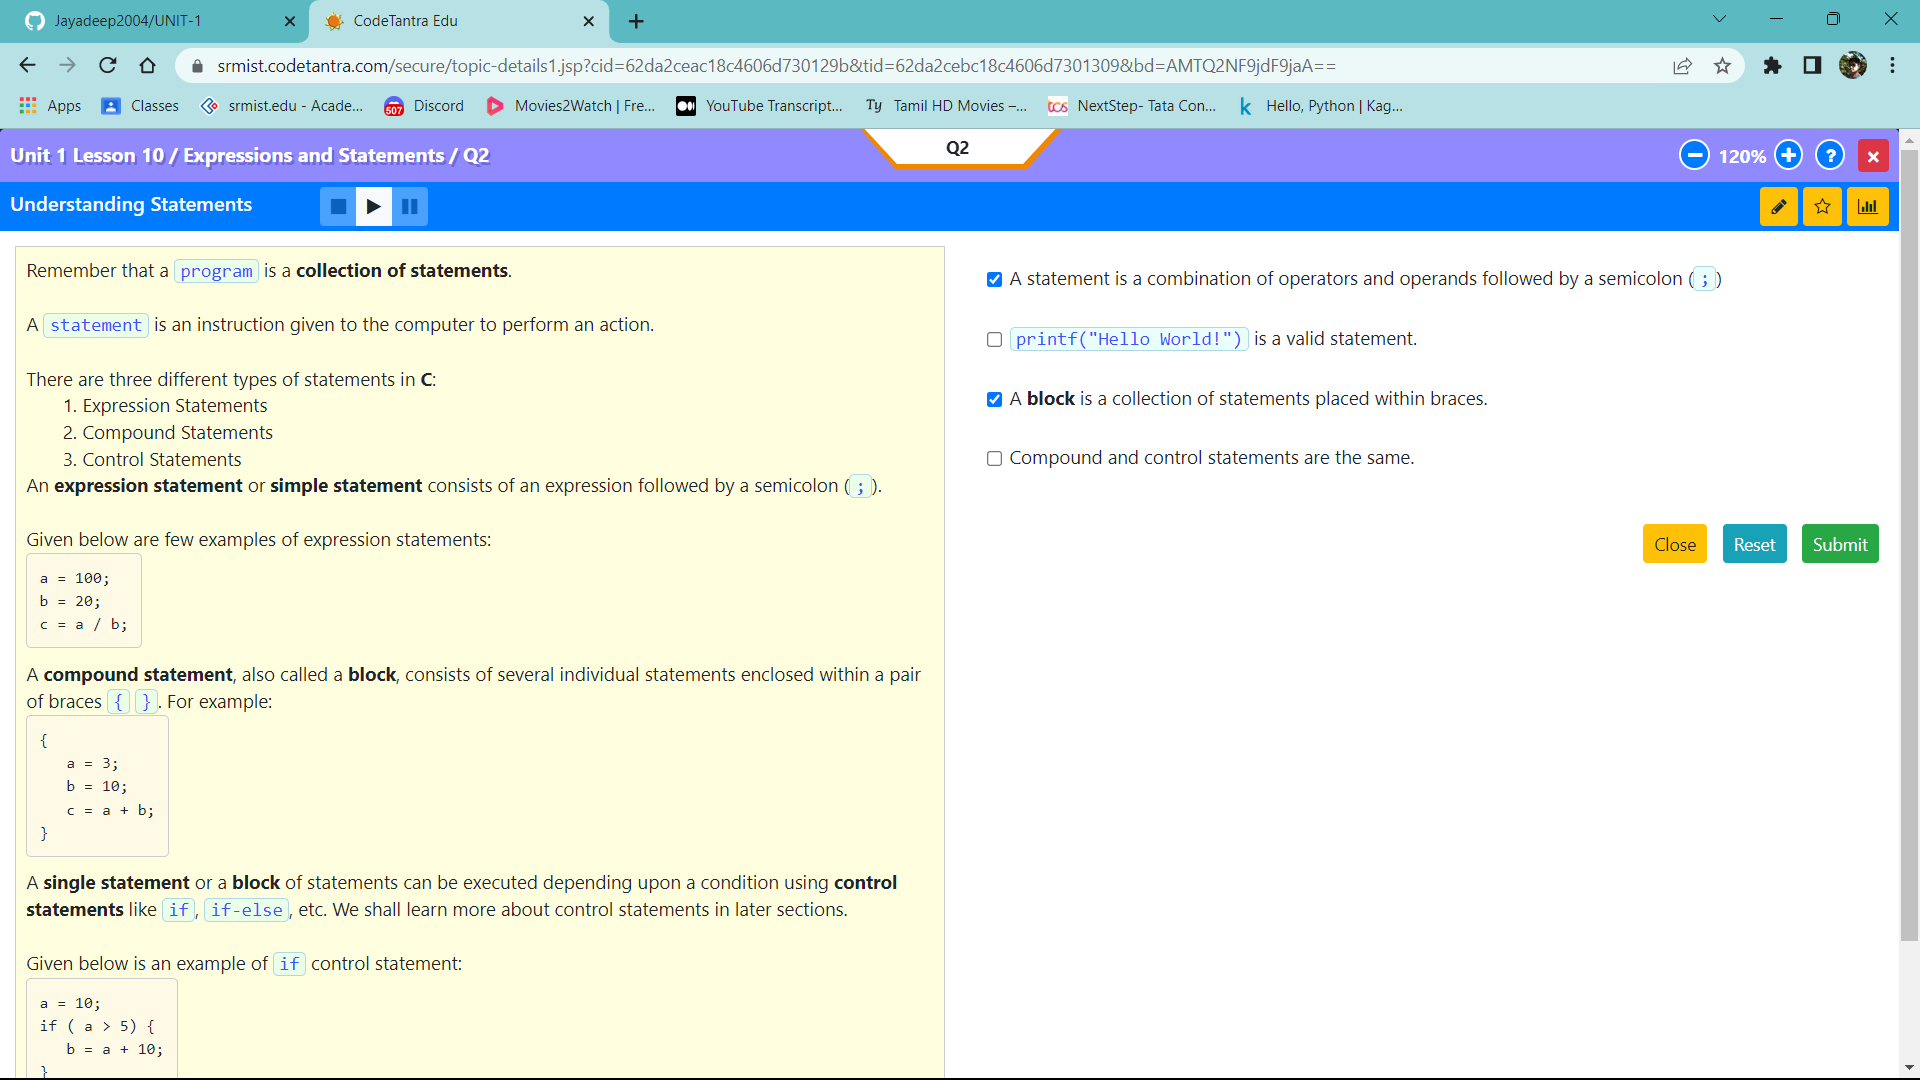 Jayadeep2004/UNIT-1
CodeTantra Edu
srmist.codetantra.com/secure/topic-details1.jsp?cid=62da2ceac18c4606d730129b&tid=62da2cebc18c4606d7301309&bd=AMTQ2NF9jdF9jaA==
Apps
Classes
srmist.edu - Acade...
507
Discord
Movies2Watch | Fre...
YouTube Transcript...
Ty
Tamil HD Movies –...
tcs
NextStep- Tata Con...
k
Hello, Python | Kag...
Unit 1 Lesson 10 / Expressions and Statements / Q2
Q2
120%
?
Understanding Statements
Remember that a program is a collection of statements.
A statement is an instruction given to the computer to perform an action.
There are three different types of statements in C:
1. Expression Statements
2. Compound Statements
3. Control Statements
An expression statement or simple statement consists of an expression followed by a semicolon ( ; ).
Given below are few examples of expression statements:
a = 100;
b = 20;
c = a / b;
A compound statement, also called a block, consists of several individual statements enclosed within a pair
of braces { } . For example:
{
a = 3;
b = 10;
c = a + b;
}
A single statement or a block of statements can be executed depending upon a condition using control
statements like if , if-else , etc. We shall learn more about control statements in later sections.
Given below is an example of if control statement:
a = 10;
if ( a > 5) {
b = a + 10;
}
A statement is a combination of operators and operands followed by a semicolon ( ; )
printf("Hello World!") is a valid statement.
A block is a collection of statements placed within braces.
Compound and control statements are the same.
Close
Reset
Submit